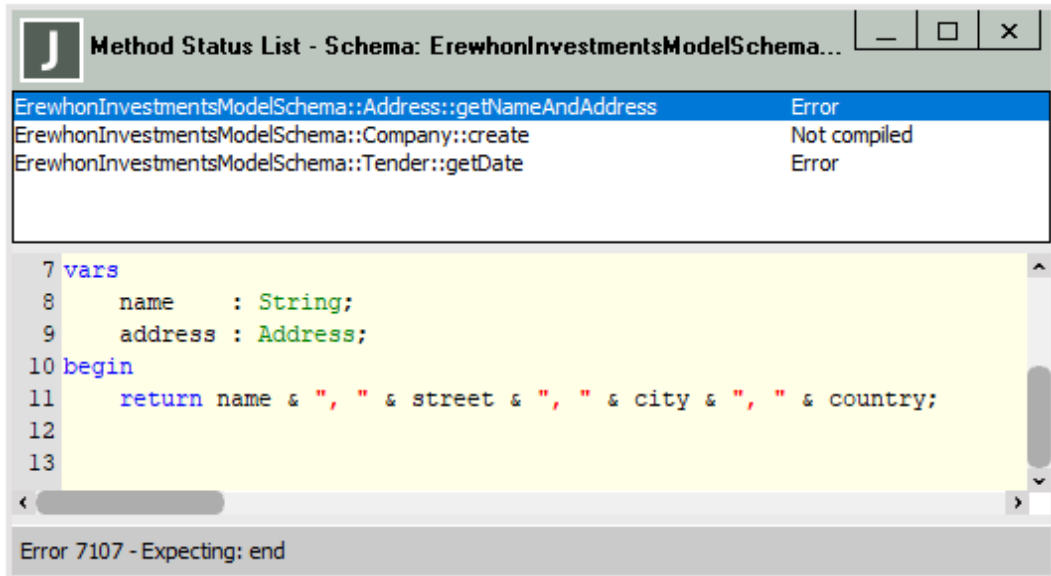 J Method Status List - Schema: ErewhonInvestmentsModelSchema...
ErewhonInvestmentsModelSchema::Address::getNameAndAddress Error
ErewhonInvestmentsModelSchema::Company::create Not compiled
ErewhonInvestmentsModelSchema::Tender::getDate Error
7 vars
8 name : String;
9 address : Address;
10 begin
11 return name & ", " & street & ", " & city & ", " & country;
12
13
Error 7107 - Expecting: end